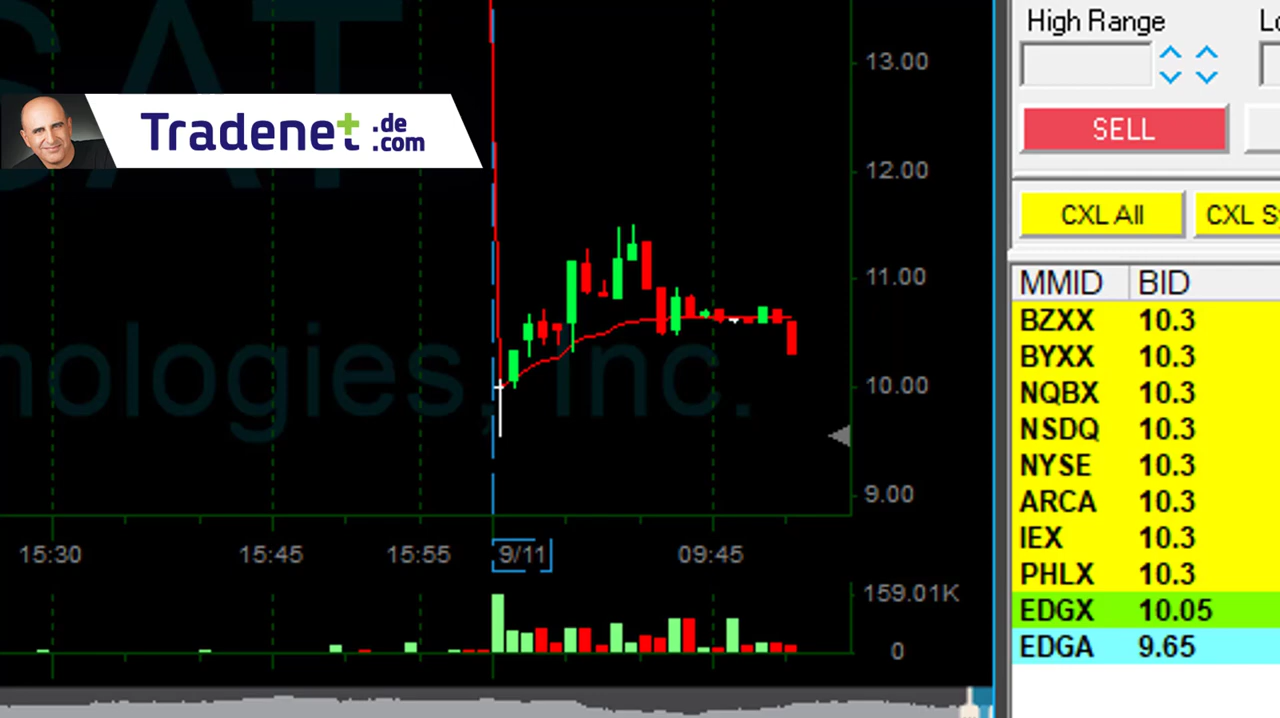 High Range
13.00
Tradenet .de .com
SELL
12.00
CXL All
CXL S
11.00
MMID BID
BZXX 10.3
BYXX 10.3
10.00
NQBX 10.3
nologies, Inc.
NSDQ 10.3
NYSE 10.3
9.00
ARCA 10.3
IEX 10.3
15:30 15:45 15:55 9/11 09:45
PHLX 10.3
159.01K
EDGX 10.05
EDGA 9.65
0